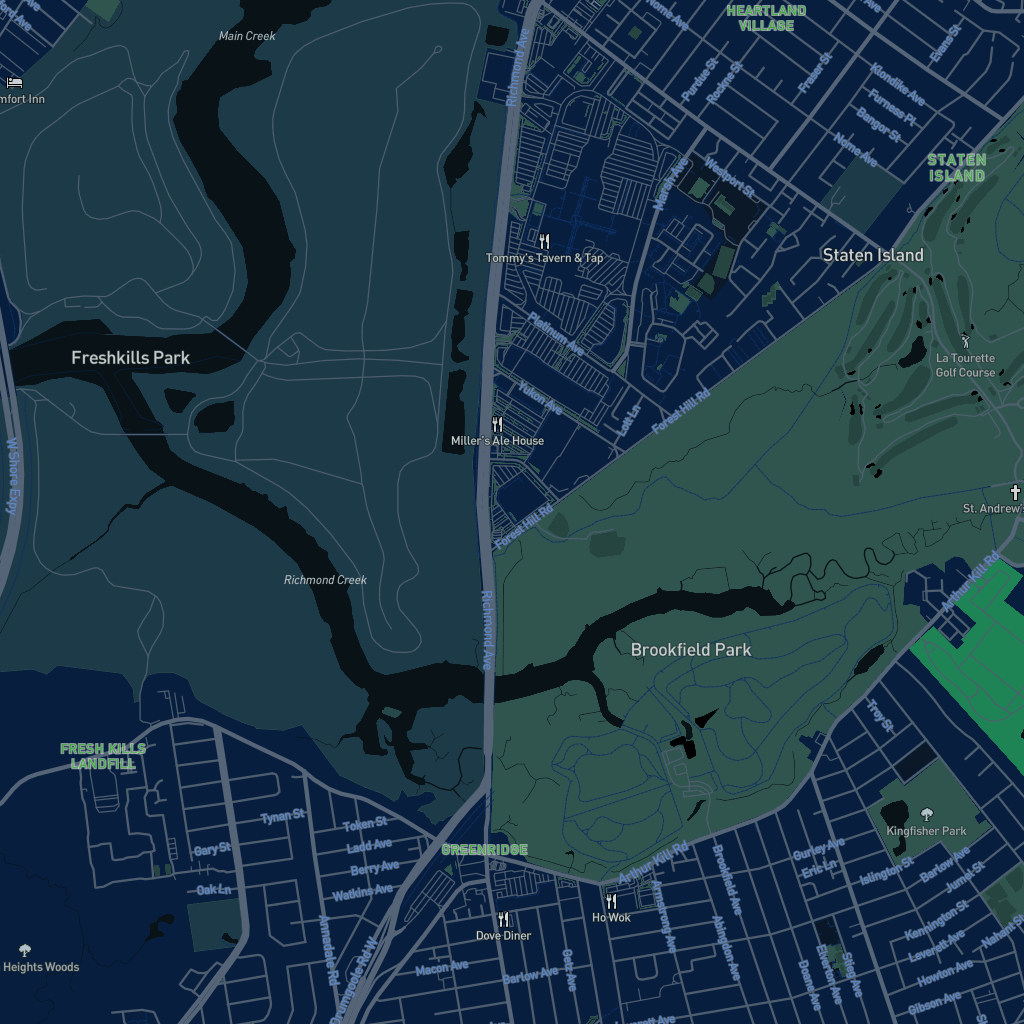 HEARTLAND
VILLAGE
Main Creek
Nome Ave
Evans St
Richmond Ave
Purdue St
Rockne St
Fraser St
Klondike Ave
Furness Pl
Bangor St
Nome Ave
mfort Inn
STATEN
ISLAND
Marsh Ave
Westport St
Tommy's Tavern & Tap
Staten Island
Platinum Ave
Freshkills Park
La Tourette
Golf Course
Yukon Ave
Lott Ln
Forest Hill Rd
Miller's Ale House
W Shore Expy
St. Andrew's
Forest Hill Rd
Richmond Creek
Arthur Kill Rd
Richmond Ave
Brookfield Park
Troy St
FRESH KILLS
LANDFILL
Tynan St
Token St
Kingfisher Park
Gary St
Ladd Ave
GREENRIDGE
Gurley Ave
Berry Ave
Eric Ln
Arthur Kill Rd
Islington St
Barlow Ave
Jumel St
Oak Ln
Watkins Ave
Brookfield Ave
Armstrong Ave
Ho Wok
Kensington St
Nahant St
Dove Diner
Annadale Rd
Drumgoole Rd W
Abingdon Ave
Leverett Ave
Heights Woods
Macon Ave
Barlow Ave
Getz Ave
Doane Ave
Elverton Ave
Stieg Ave
Howton Ave
Gibson Ave